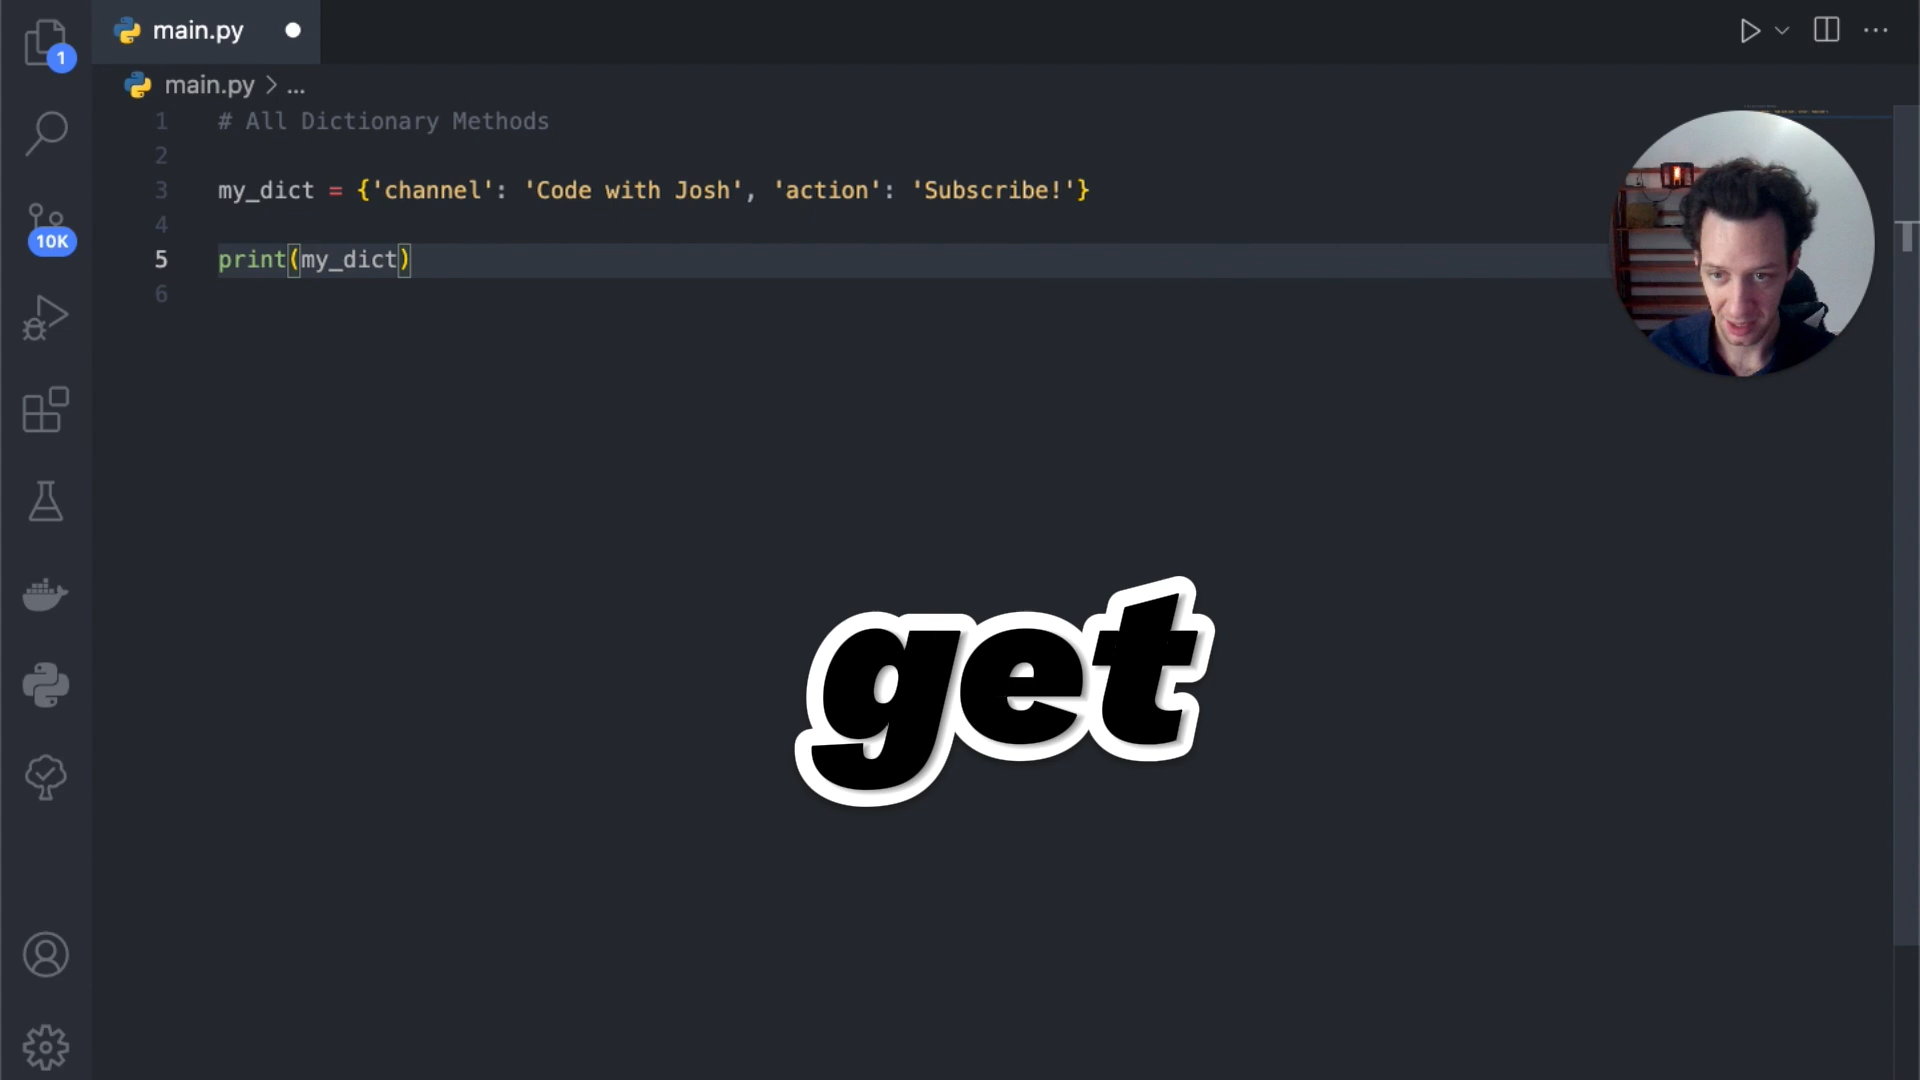 main.py
1
main.py > ...
1 # All Dictionary Methods
2
3 my_dict = {'channel': 'Code with Josh', 'action': 'Subscribe!'}
4
10K
5 print(my_dict)
6
get